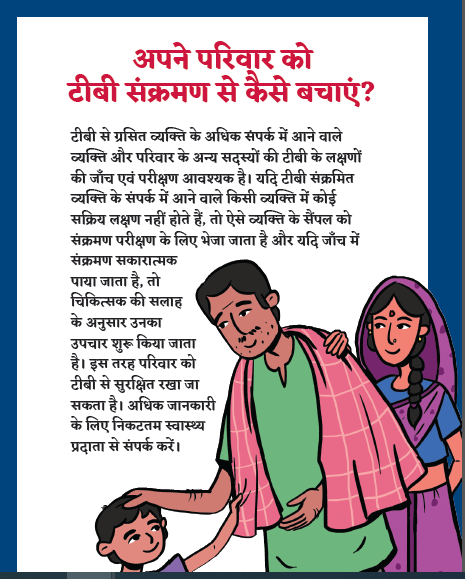 अपने परिवार को
टीबी संक्रमण से कैसे बचाएं?
टीबी से ग्रसित व्यक्ति के अधिक संपर्क में आने वाले
व्यक्ति और परिवार के अन्य सदस्यों की टीबी के लक्षणों
की जाँच एवं परीक्षण आवश्यक है। यदि टीबी संक्रमित
व्यक्ति के संपर्क में आने वाले किसी व्यक्ति में कोई
सक्रिय लक्षण नहीं होते हैं, तो ऐसे व्यक्ति के सैंपल को
संक्रमण परीक्षण के लिए भेजा जाता है और यदि जाँच में
संक्रमण सकारात्मक
पाया जाता है, तो
चिकित्सक की सलाह
के अनुसार उनका
उपचार शुरू किया जाता
है। इस तरह परिवार को
टीबी से सुरक्षित रखा जा
सकता है। अधिक जानकारी
के लिए निकटतम स्वास्थ्य
प्रदाता से संपर्क करें।